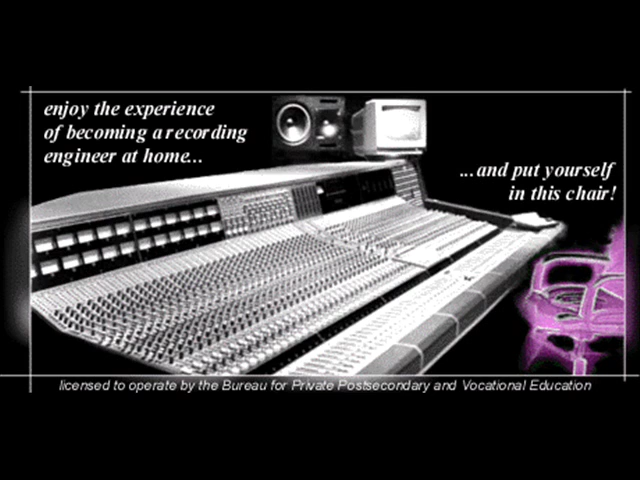 enjoy the experience
of becoming a recording
engineer at home...
...and put yourself
in this chair!
licensed to operate by the Bureau for Private Postsecondary and Vocational Education